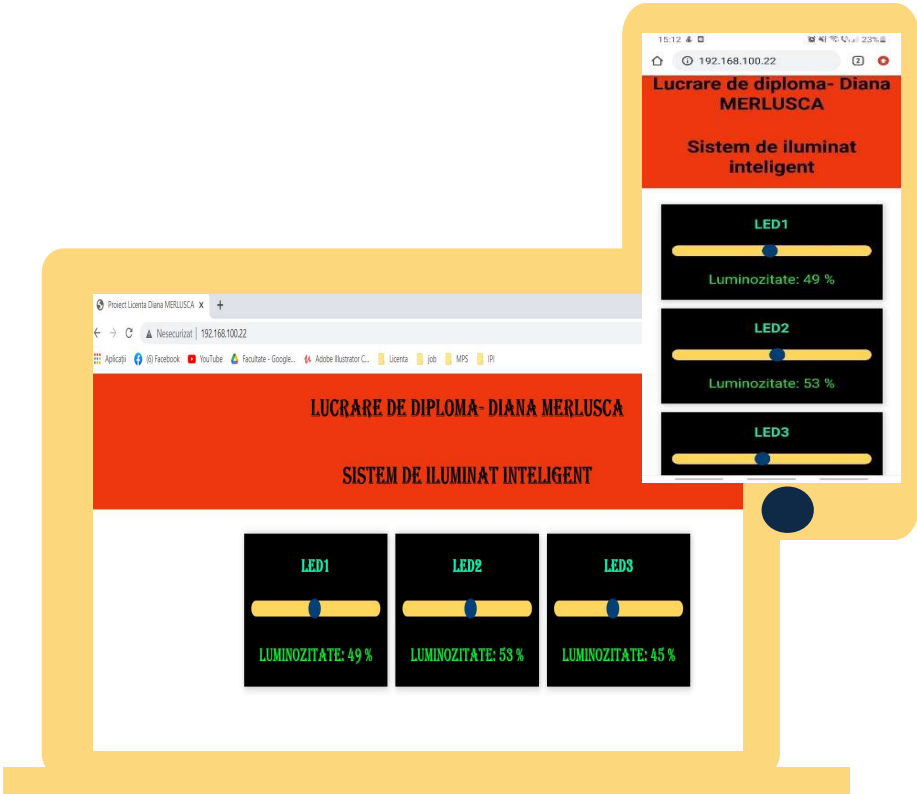 15:12
23%
192.168.100.22
2
Lucrare de diploma- Diana
MERLUSCA
Sistem de iluminat
inteligent
LED1
Luminozitate: 49 %
LED2
Luminozitate: 53 %
LED3
Proiect Licenta Diana MERLUSCA x +
Nesecurizat | 192.168.100.22
Aplicații (6) Facebook YouTube Facultate - Google... Adobe Illustrator C... Licenta job MPS IPI
LUCRARE DE DIPLOMA- DIANA MERLUSCA
SISTEM DE ILUMINAT INTELIGENT
LED1 LED2 LED3
LUMINOZITATE: 49 % LUMINOZITATE: 53 % LUMINOZITATE: 45 %